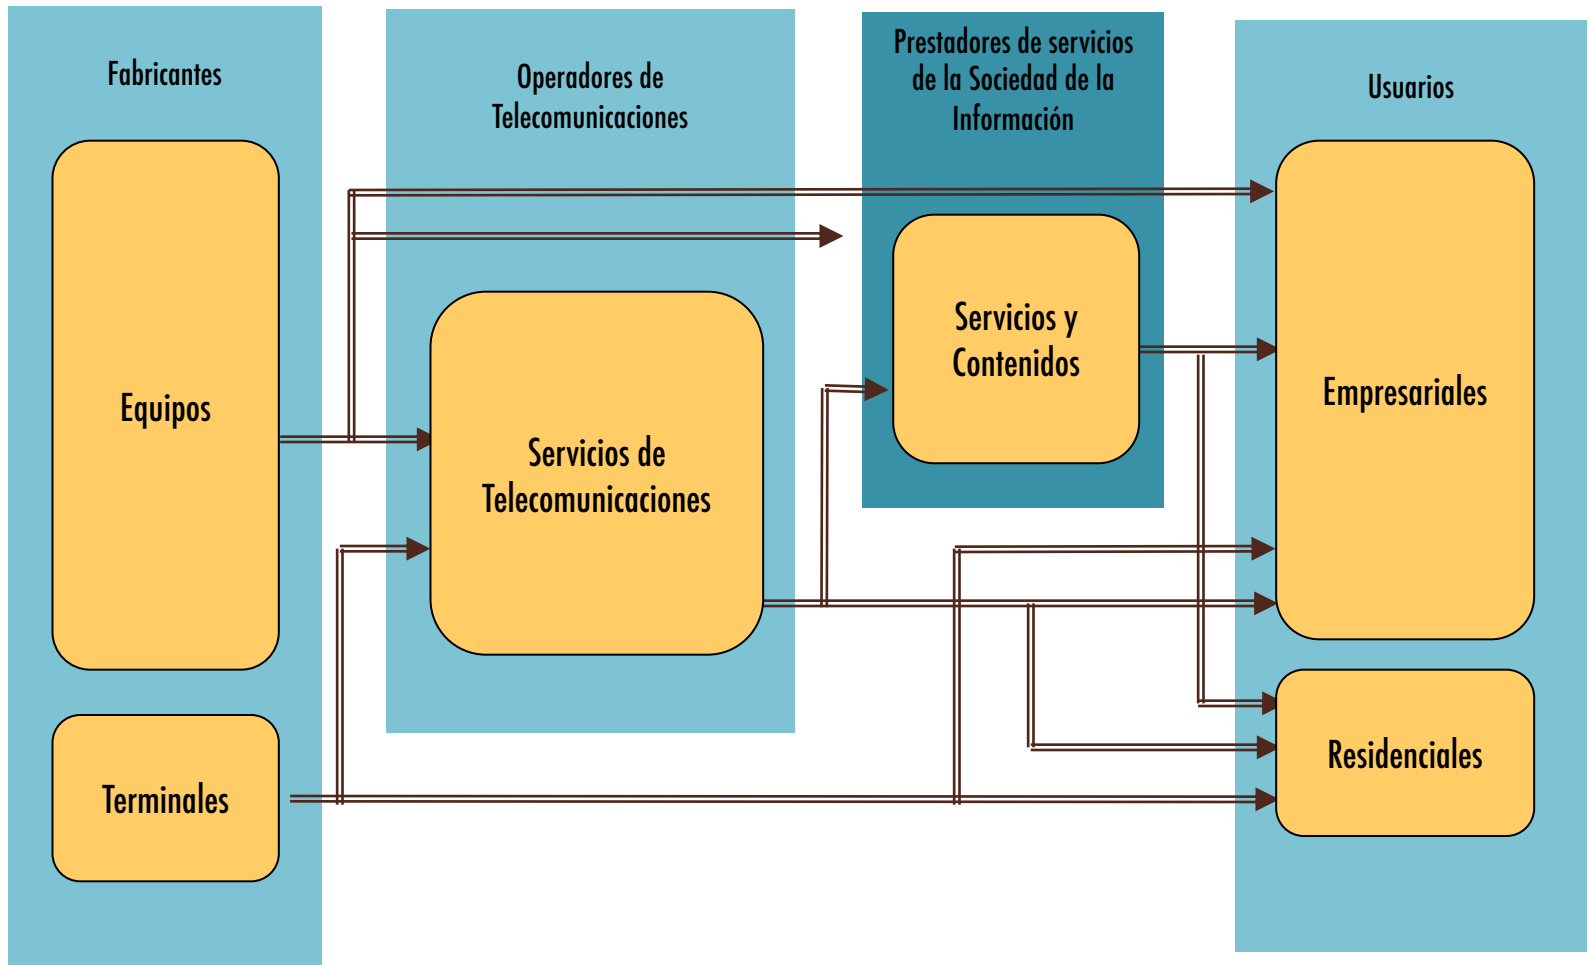 Fabricantes
Equipos
Terminales
Operadores de
Telecomunicaciones
Servicios de
Telecomunicaciones
Prestadores de servicios
de la Sociedad de la
Información
Servicios y
Contenidos
Usuarios
Empresariales
Residenciales